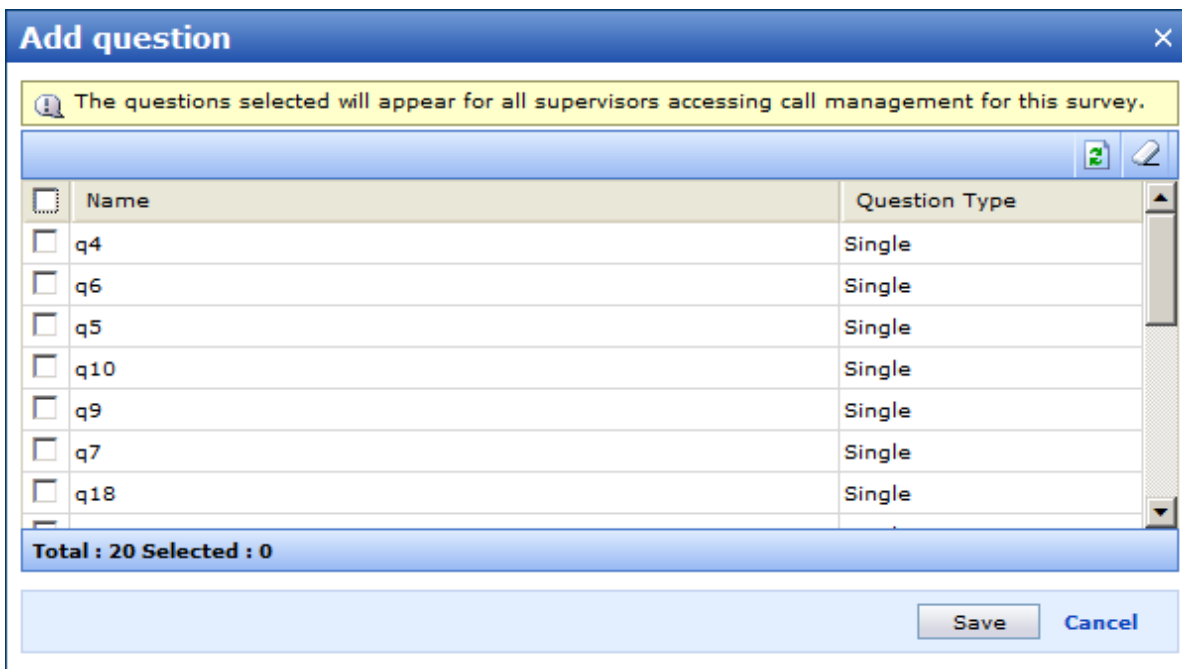 Add question
The questions selected will appear for all supervisors accessing call management for this survey.
Name Question Type
q4 Single
q6 Single
q5 Single
q10 Single
q9 Single
q7 Single
q18 Single
Total : 20 Selected : 0
Save Cancel